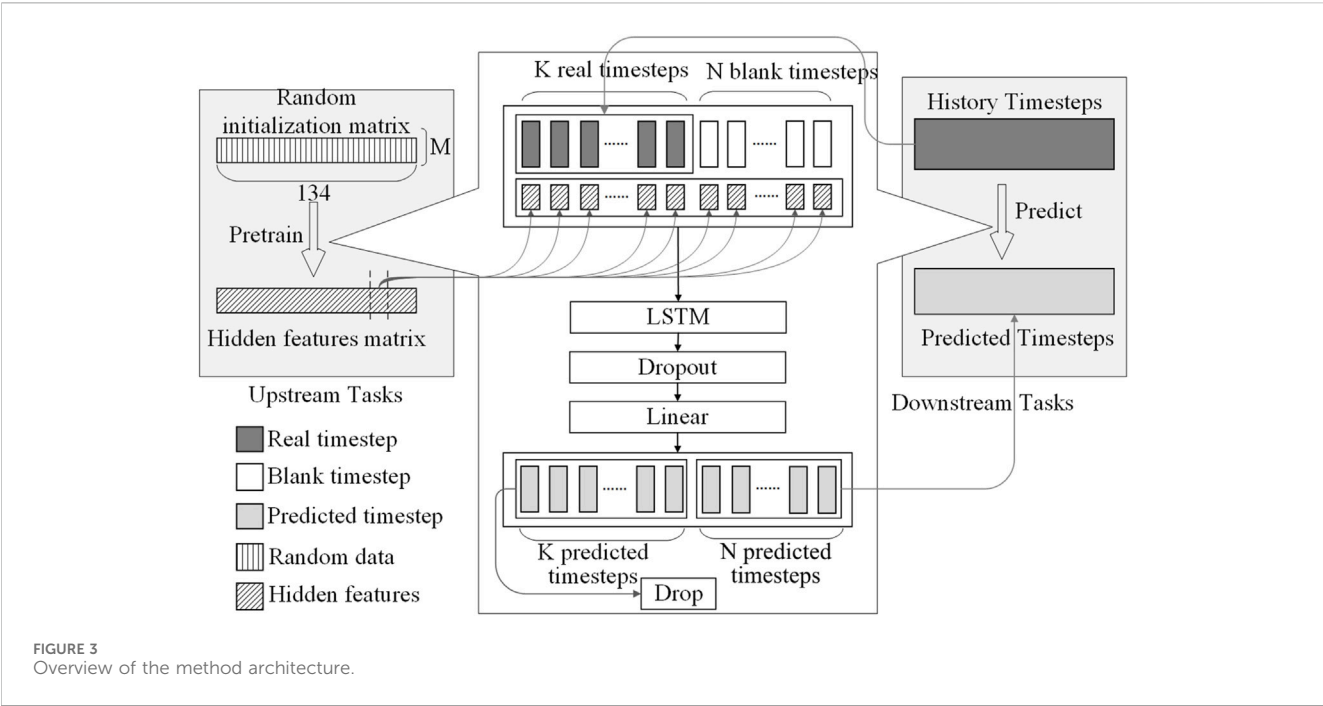 Random
initialization matrix
M
134
Pretrain
Hidden features matrix
Upstream Tasks
Real timestep
Blank timestep
Predicted timestep
Random data
Hidden features
K real timesteps
N blank timesteps
......
......
......
......
LSTM
Dropout
Linear
......
......
K predicted
timesteps
N predicted
timesteps
Drop
History Timesteps
Predict
Predicted Timesteps
Downstream Tasks
FIGURE 3
Overview of the method architecture.